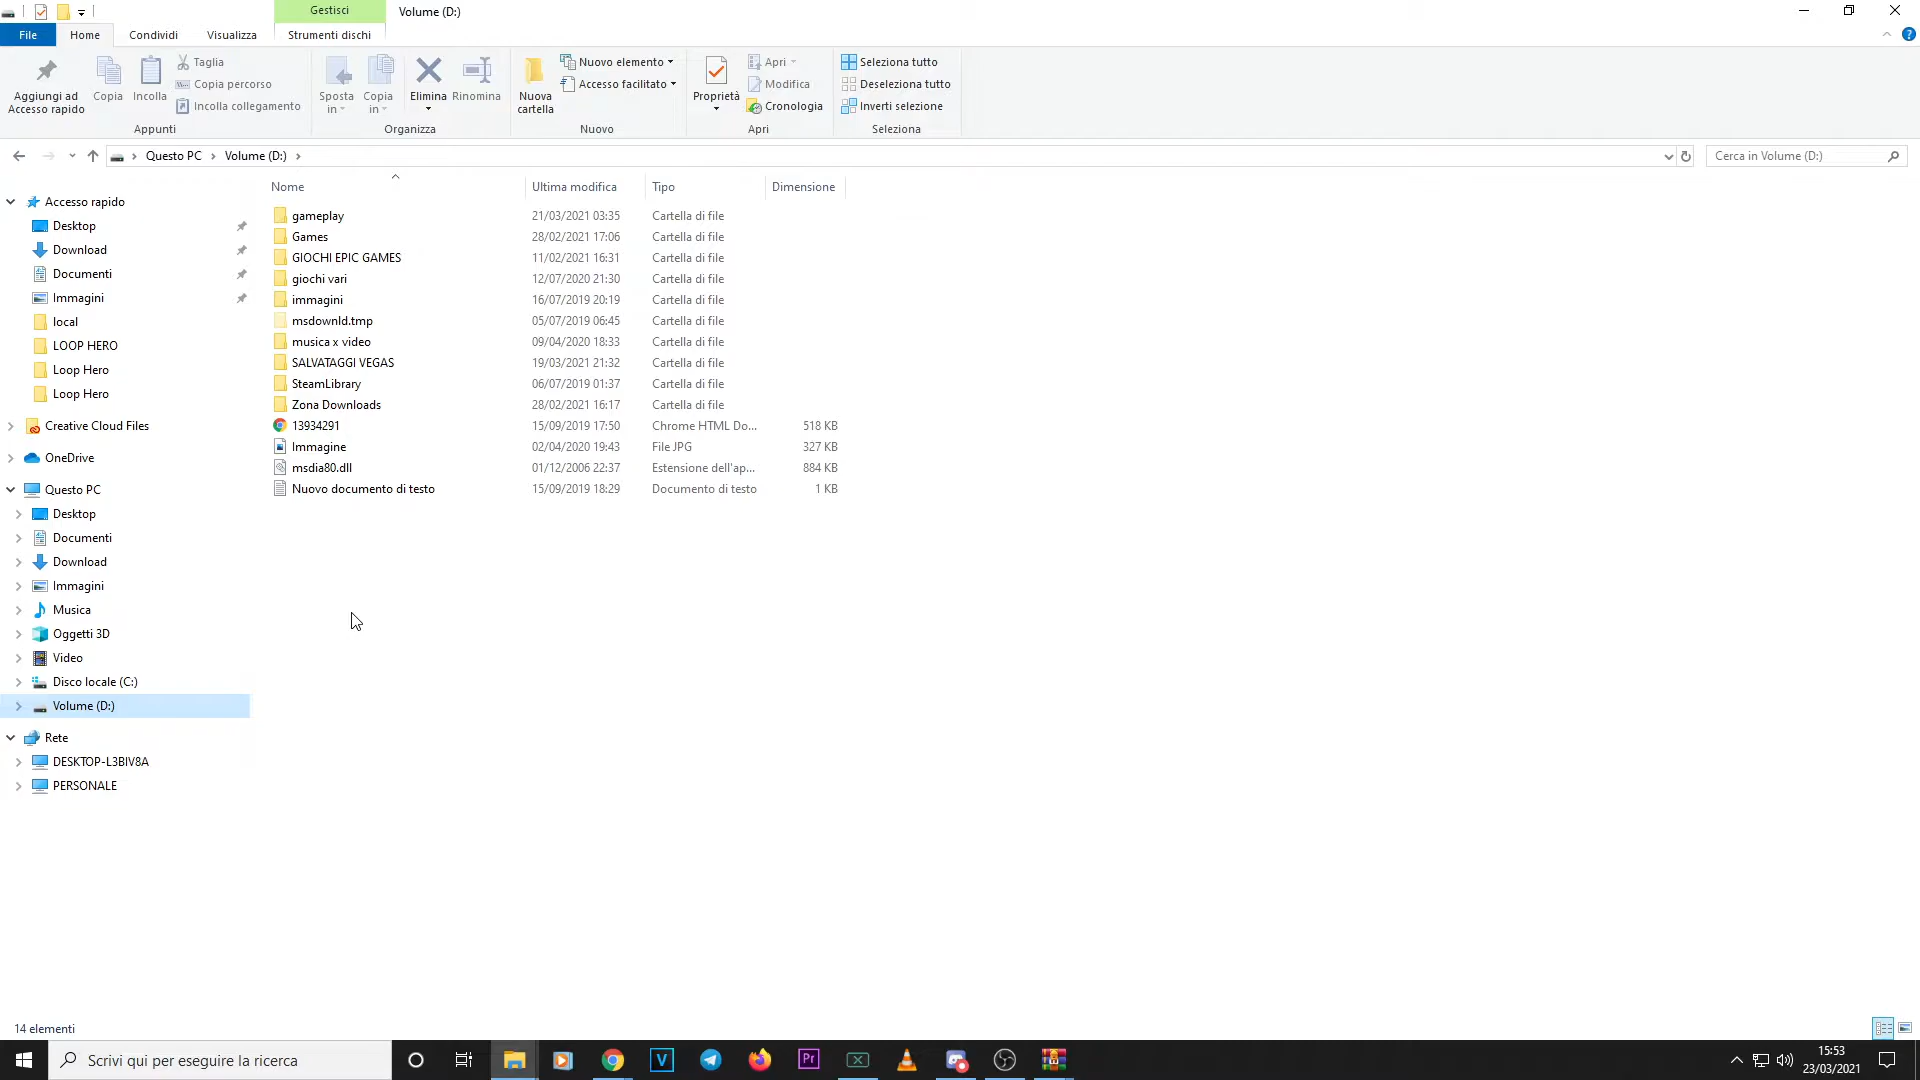 Gestisci
Volume (D:)
File
Home
Condividi
Visualizza
Strumenti dischi
Aggiungi ad
Accesso rapido
Copia
Incolla
Taglia
Copia percorso
Incolla collegamento
Appunti
Sposta
in
Copia
in
Elimina
Rinomina
Organizza
Nuova
cartella
Nuovo elemento
Accesso facilitato
Nuovo
Proprietà
Apri
Modifica
Cronologia
Apri
Seleziona tutto
Deseleziona tutto
Inverti selezione
Seleziona
Questo PC
Volume (D:)
Cerca in Volume (D:)
Accesso rapido
Desktop
Download
Documenti
Immagini
local
LOOP HERO
Loop Hero
Loop Hero
Creative Cloud Files
OneDrive
Questo PC
Desktop
Documenti
Download
Immagini
Musica
Oggetti 3D
Video
Disco locale (C:)
Volume (D:)
Rete
DESKTOP-L3BIV8A
PERSONALE
Nome Ultima modifica Tipo Dimensione
gameplay 21/03/2021 03:35 Cartella di file
Games 28/02/2021 17:06 Cartella di file
GIOCHI EPIC GAMES 11/02/2021 16:31 Cartella di file
giochi vari 12/07/2020 21:30 Cartella di file
immagini 16/07/2019 20:19 Cartella di file
msdownld.tmp 05/07/2019 06:45 Cartella di file
musica x video 09/04/2020 18:33 Cartella di file
SALVATAGGI VEGAS 19/03/2021 21:32 Cartella di file
SteamLibrary 06/07/2019 01:37 Cartella di file
Zona Downloads 28/02/2021 16:17 Cartella di file
13934291 15/09/2019 17:50 Chrome HTML Do... 518 KB
Immagine 02/04/2020 19:43 File JPG 327 KB
msdia80.dll 01/12/2006 22:37 Estensione dell'ap... 884 KB
Nuovo documento di testo 15/09/2019 18:29 Documento di testo 1 KB
14 elementi
Scrivi qui per eseguire la ricerca
V
Pr
15:53
23/03/2021